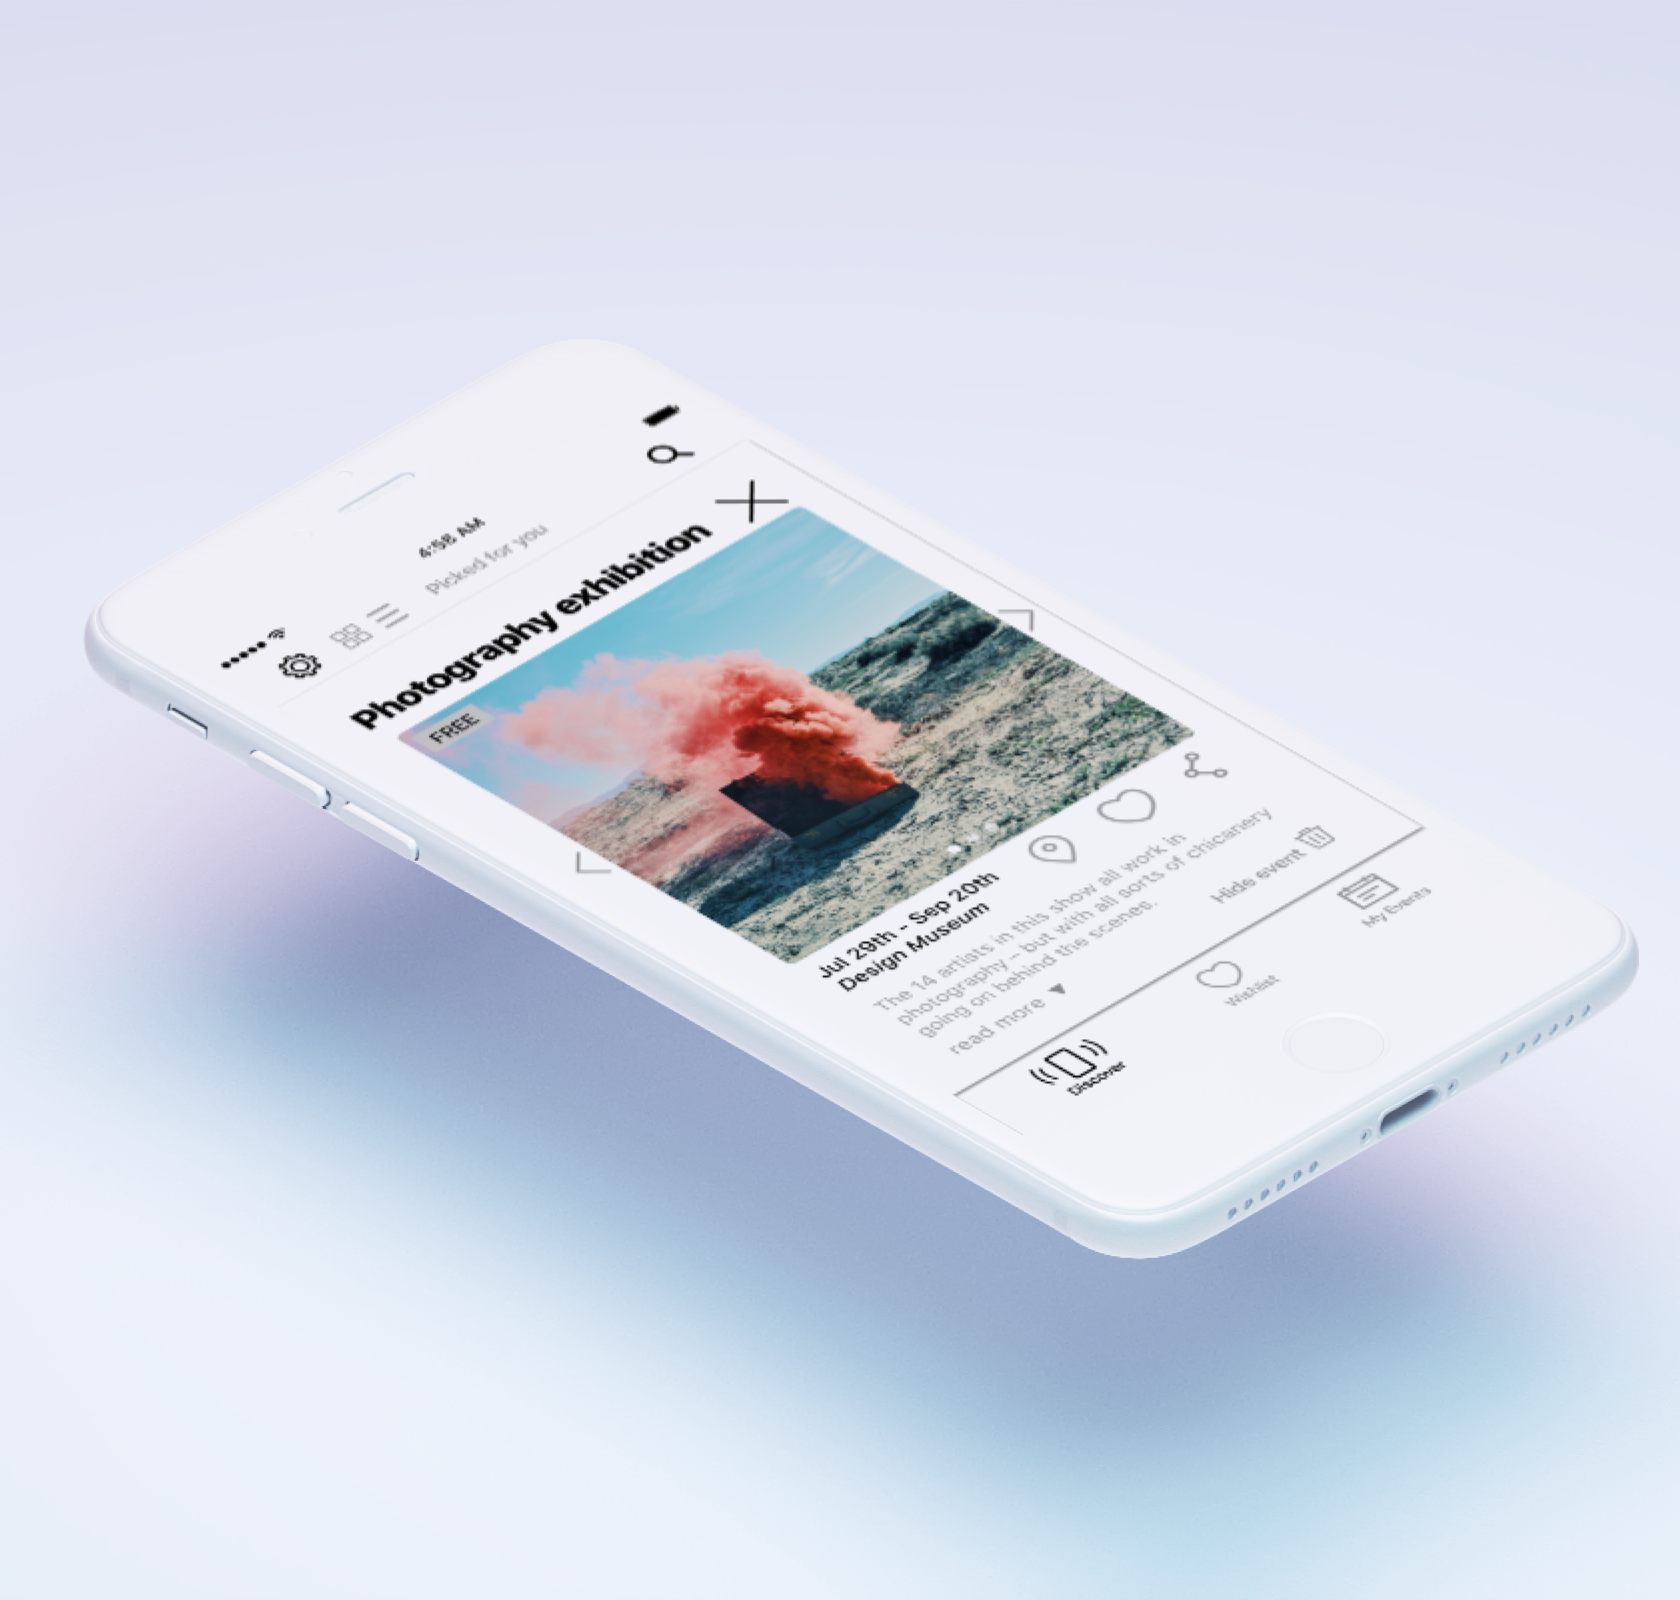 4:58 AM
Picked for you
Photography exhibition
FREE
Jul 29th - Sep 20th
Design Museum
The 14 artists in this show all work in
photography – but with all sorts of chicanery
going on behind the scenes.
read more
Hide event
Discover
Wishlist
My Events